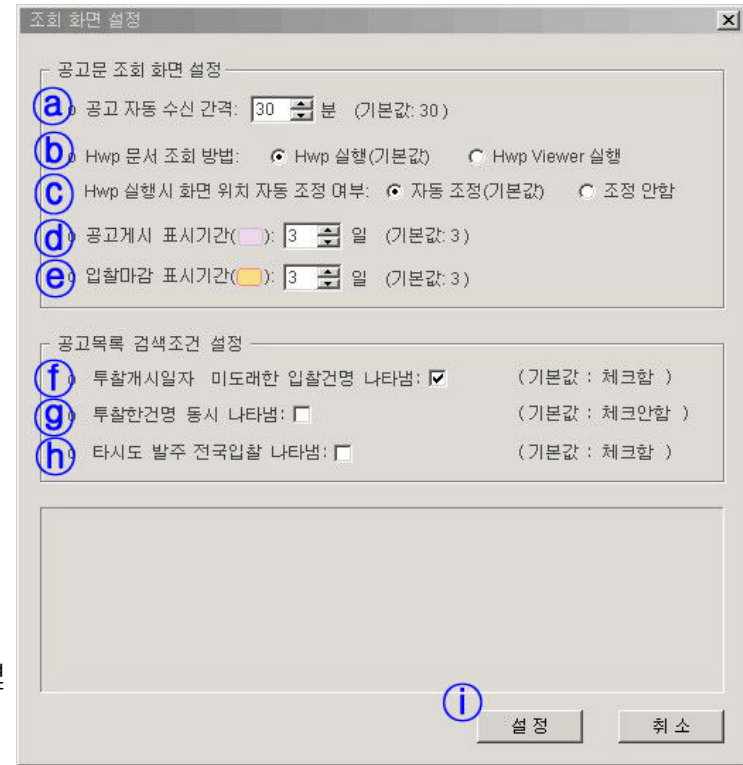 조회 화면 설정
공고문 조회 화면 설정
ⓐ 공고 자동 수신 간격: 30 분 (기본값: 30)
ⓑ Hwp 문서 조회 방법: Hwp 실행(기본값) Hwp Viewer 실행
ⓒ Hwp 실행시 화면 위치 자동 조정 여부: 자동 조정(기본값) 조정 안함
ⓓ 공고게시 표시기간( ): 3 일 (기본값: 3)
ⓔ 입찰마감 표시기간( ): 3 일 (기본값: 3)
공고목록 검색조건 설정
ⓕ 투찰개시일자 미도래한 입찰건명 나타냄: (기본값 : 체크함 )
ⓖ 투찰한건명 동시 나타냄: (기본값 : 체크안함 )
ⓗ 타시도 발주 전국입찰 나타냄: (기본값 : 체크함 )
ⓘ 설정 취소